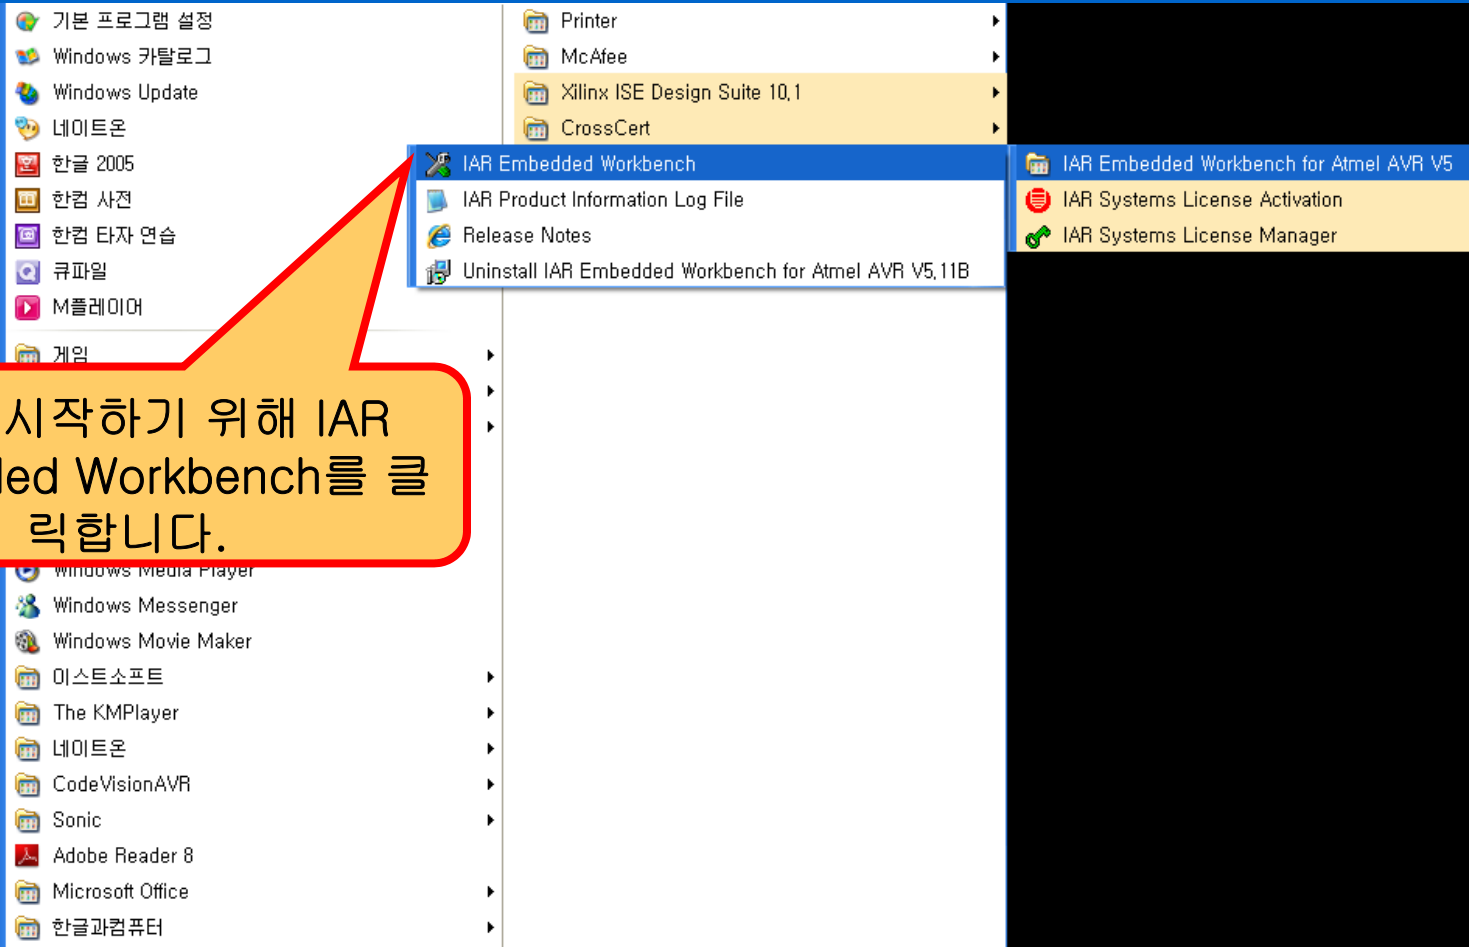 기본 프로그램 설정
Windows 카탈로그
Windows Update
네이트온
한글 2005
한컴 사전
한컴 타자 연습
큐파일
M플레이어
게임
시작하기 위해 IAR
ded Workbench를 클
릭합니다.
Windows Media Player
Windows Messenger
Windows Movie Maker
이스트소프트
The KMPlayer
네이트온
CodeVisionAVR
Sonic
Adobe Reader 8
Microsoft Office
한글과컴퓨터
Printer
McAfee
Xilinx ISE Design Suite 10.1
CrossCert
IAR Embedded Workbench
IAR Product Information Log File
Release Notes
Uninstall IAR Embedded Workbench for Atmel AVR V5.11B
IAR Embedded Workbench for Atmel AVR V5
IAR Systems License Activation
IAR Systems License Manager